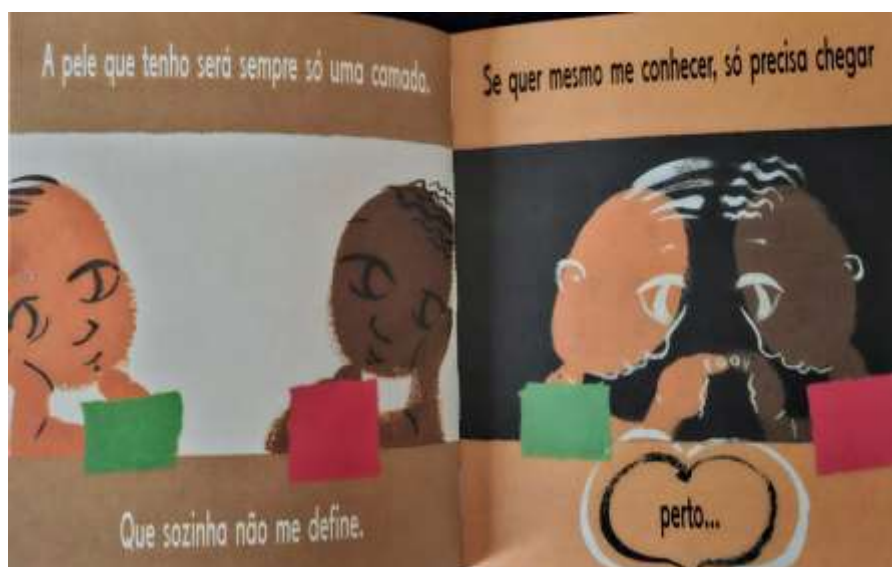 A pele que tenho será sempre só uma camada.
Que sozinha não me define.
Se quer mesmo me conhecer, só precisa chegar
perto...